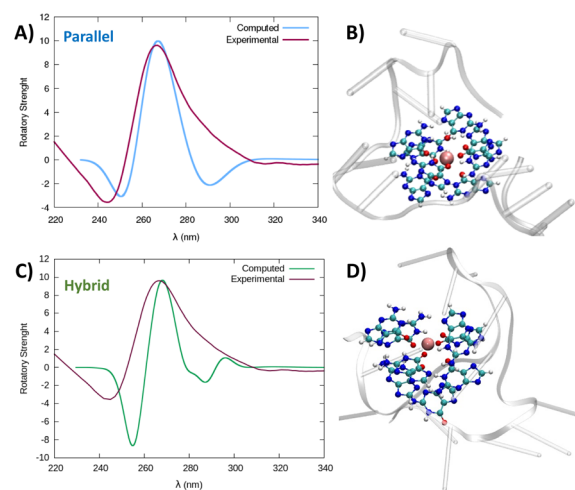 A) Parallel
Computed
Experimental
Rotatory Strenght
12
10
8
6
4
2
0
-2
-4
220 240 260 280 300 320 340
λ (nm)
B)
C) Hybrid
Computed
Experimental
Rotatory Strenght
12
10
8
6
4
2
0
-2
-4
-6
-8
-10
220 240 260 280 300 320 340
λ (nm)
D)